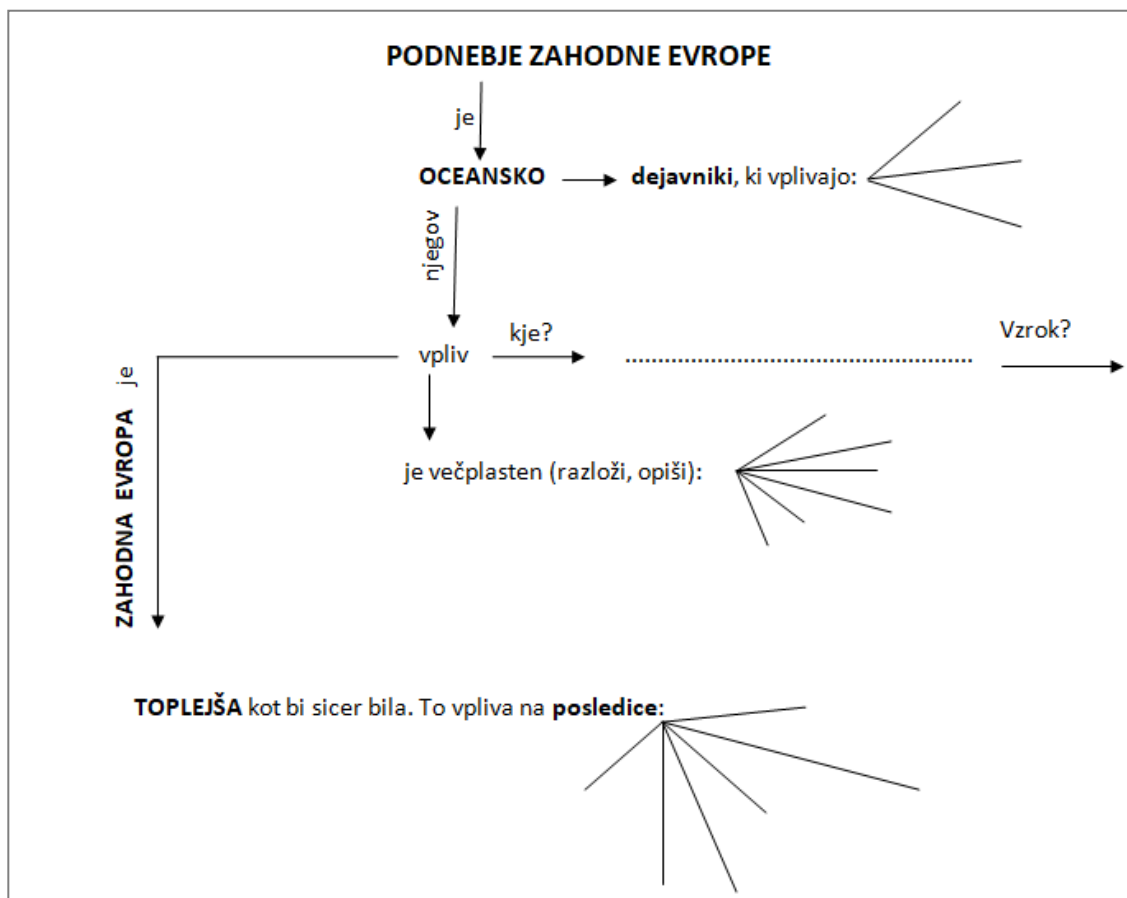 PODNEBJE ZAHODNE EVROPE
je
OCEANSKO
dejavniki, ki vplivajo:
njegov
vpliv
kje?
................................................
Vzrok?
je večplasten (razloži, opiši):
ZAHODNA EVROPA je
TOPLEJŠA kot bi sicer bila. To vpliva na posledice: